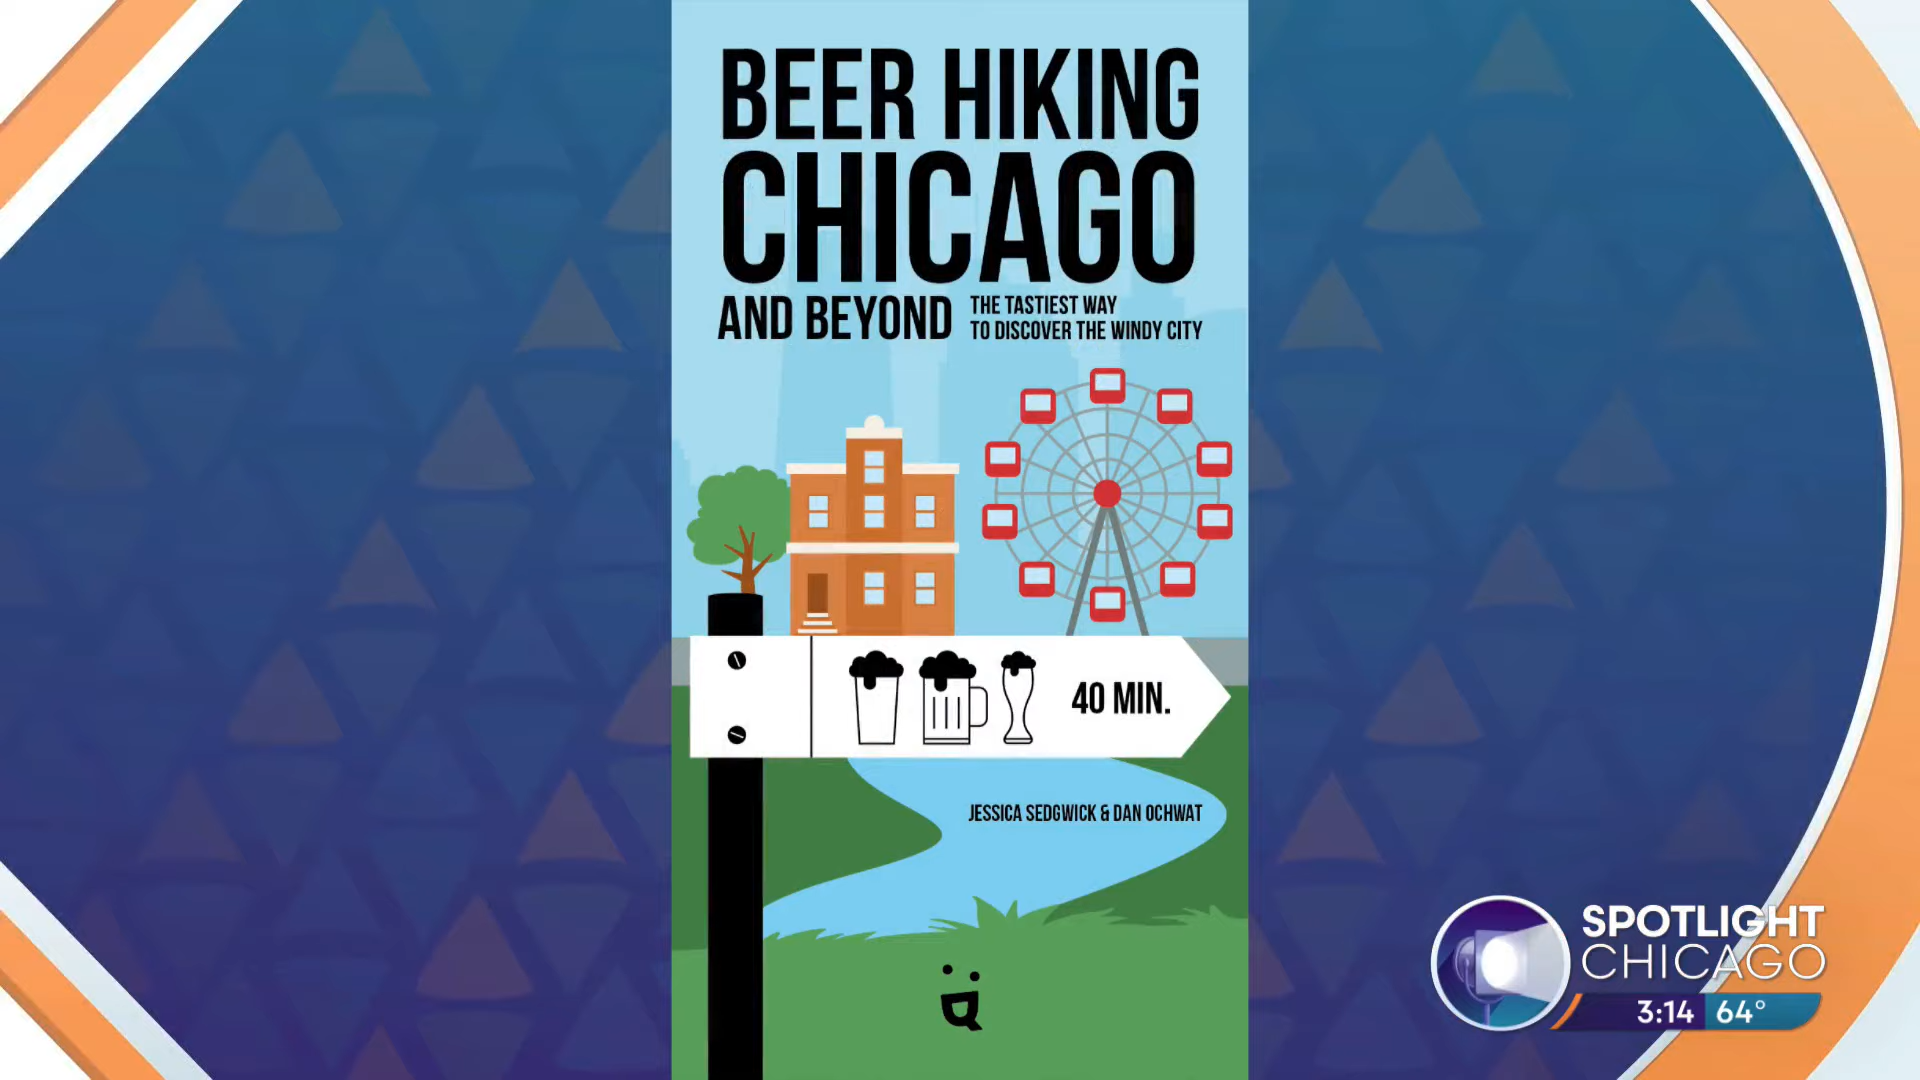 BEER HIKING
CHICAGO
AND BEYOND
THE TASTIEST WAY
TO DISCOVER THE WINDY CITY
40 MIN.
JESSICA SEDGWICK & DAN OCHWAT
SPOTLIGHT
CHICAGO
3:14 64°